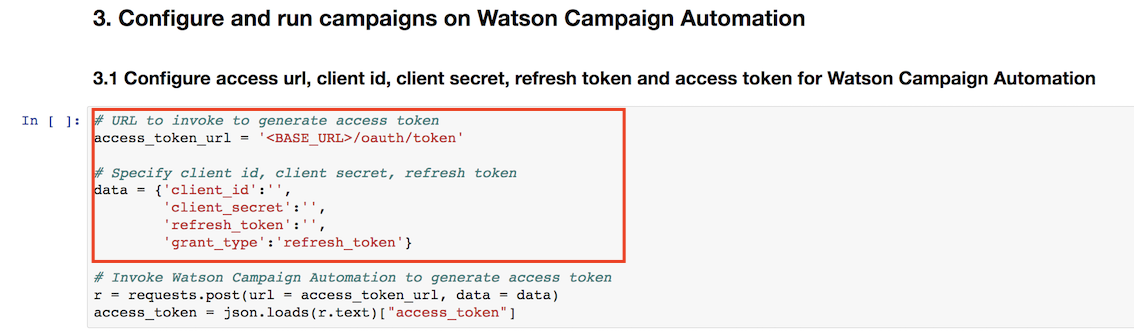 3. Configure and run campaigns on Watson Campaign Automation
3.1 Configure access url, client id, client secret, refresh token and access token for Watson Campaign Automation
In [ ]: # URL to invoke to generate access token
access_token_url = '<BASE_URL>/oauth/token'
# Specify client id, client secret, refresh token
data = {'client_id':'',
'client_secret':'',
'refresh_token':'',
'grant_type':'refresh_token'}
# Invoke Watson Campaign Automation to generate access token
r = requests.post(url = access_token_url, data = data)
access_token = json.loads(r.text)["access_token"]